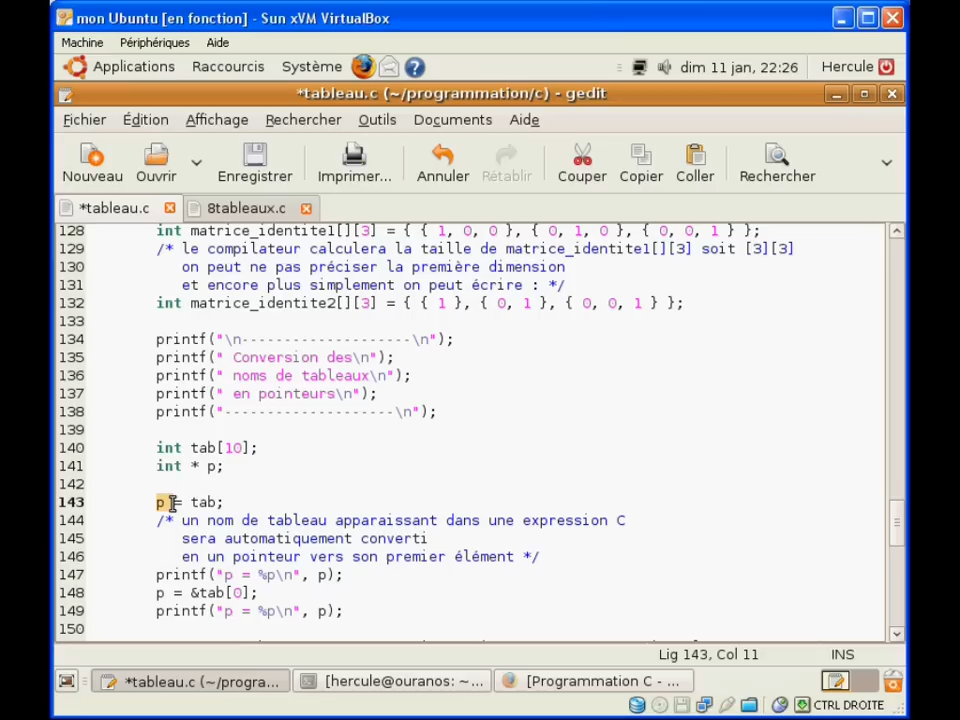 mon Ubuntu [en fonction] - Sun xVM VirtualBox
Machine Périphériques Aide
Applications Raccourcis Système dim 11 jan, 22:26 Hercule
*tableau.c (~/programmation/c) - gedit
Fichier Édition Affichage Rechercher Outils Documents Aide
Nouveau Ouvrir Enregistrer Imprimer... Annuler Rétablir Couper Copier Coller Rechercher
*tableau.c 8tableaux.c
128 int matrice_identite1[][3] = { { 1, 0, 0 }, { 0, 1, 0 }, { 0, 0, 1 } };
129 /* le compilateur calculera la taille de matrice_identite1[][3] soit [3][3]
130 on peut ne pas préciser la première dimension
131 et encore plus simplement on peut écrire : */
132 int matrice_identite2[][3] = { { 1 }, { 0, 1 }, { 0, 0, 1 } };
133
134 printf("\n--------------------\n");
135 printf(" Conversion des\n");
136 printf(" noms de tableaux\n");
137 printf(" en pointeurs\n");
138 printf("--------------------\n");
139
140 int tab[10];
141 int * p;
142
143 p = tab;
144 /* un nom de tableau apparaissant dans une expression C
145 sera automatiquement converti
146 en un pointeur vers son premier élément */
147 printf("p = %p\n", p);
148 p = &tab[0];
149 printf("p = %p\n", p);
150
Lig 143, Col 11 INS
*tableau.c (~/progra... [hercule@ouranos: ~... [Programmation C - ...
CTRL DROITE